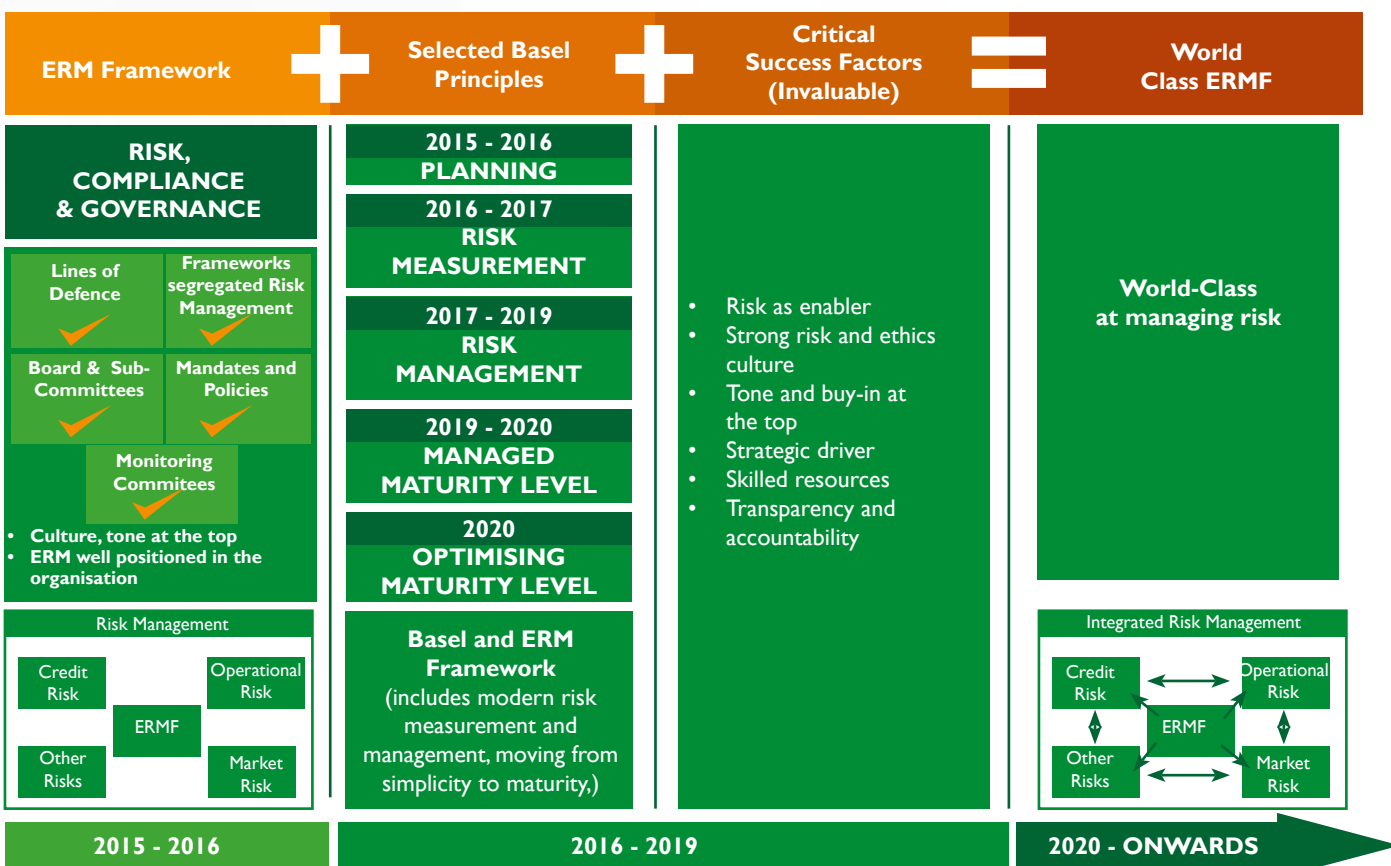 ERM Framework
Selected Basel
Principles
Critical
Success Factors
(Invaluable)
World
Class ERMF
RISK,
COMPLIANCE
& GOVERNANCE
Lines of
Defence
Frameworks
segregated Risk
Management
Board & Sub-
Committees
Mandates and
Policies
Monitoring
Commitees
• Culture, tone at the top
• ERM well positioned in the
organisation
Risk Management
Credit
Risk
Operational
Risk
ERMF
Other
Risks
Market
Risk
2015 - 2016
PLANNING
2016 - 2017
RISK
MEASUREMENT
2017 - 2019
RISK
MANAGEMENT
2019 - 2020
MANAGED
MATURITY LEVEL
2020
OPTIMISING
MATURITY LEVEL
Basel and ERM
Framework
(includes modern risk
measurement and
management, moving from
simplicity to maturity,)
• Risk as enabler
• Strong risk and ethics
culture
• Tone and buy-in at
the top
• Strategic driver
• Skilled resources
• Transparency and
accountability
World-Class
at managing risk
Integrated Risk Management
Credit
Risk
Operational
Risk
ERMF
Other
Risks
Market
Risk
2015 - 2016
2016 - 2019
2020 - ONWARDS